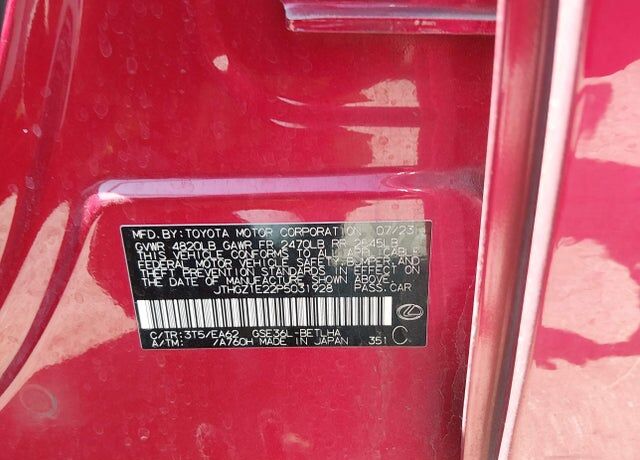 MFD.BY:TOYOTA MOTOR CORPORATION 07/23
GVWR 4820LB GAWR FR 2470LB RR 2645LB
THIS VEHICLE CONFORMS TO ALL APPLICABLE
FEDERAL MOTOR VEHICLE SAFETY, BUMPER, AND
THEFT PREVENTION STANDARDS IN EFFECT ON
THE DATE OF MANUFACTURE SHOWN ABOVE.
JTHGZ1E22P5031928 PASS.CAR
C/TR:3T5/EA62 GSE36L-BETLHA C
A/TM: /A760H MADE IN JAPAN 351